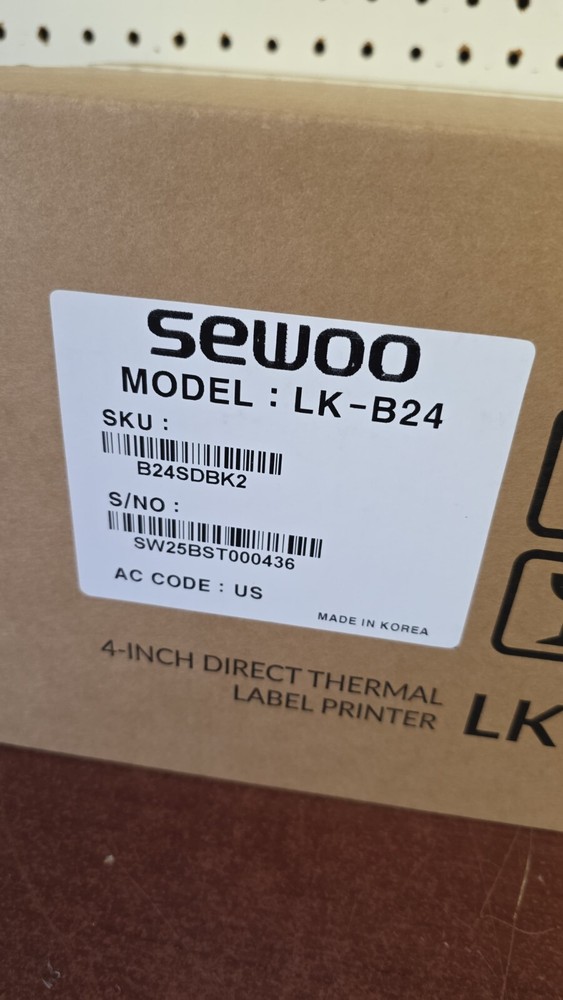 sewoo
MODEL : LK-B24
SKU :
B24SDBK2
S/NO :
SW25BST000436
AC CODE : US
MADE IN KOREA
4-INCH DIRECT THERMAL
LABEL PRINTER
LK